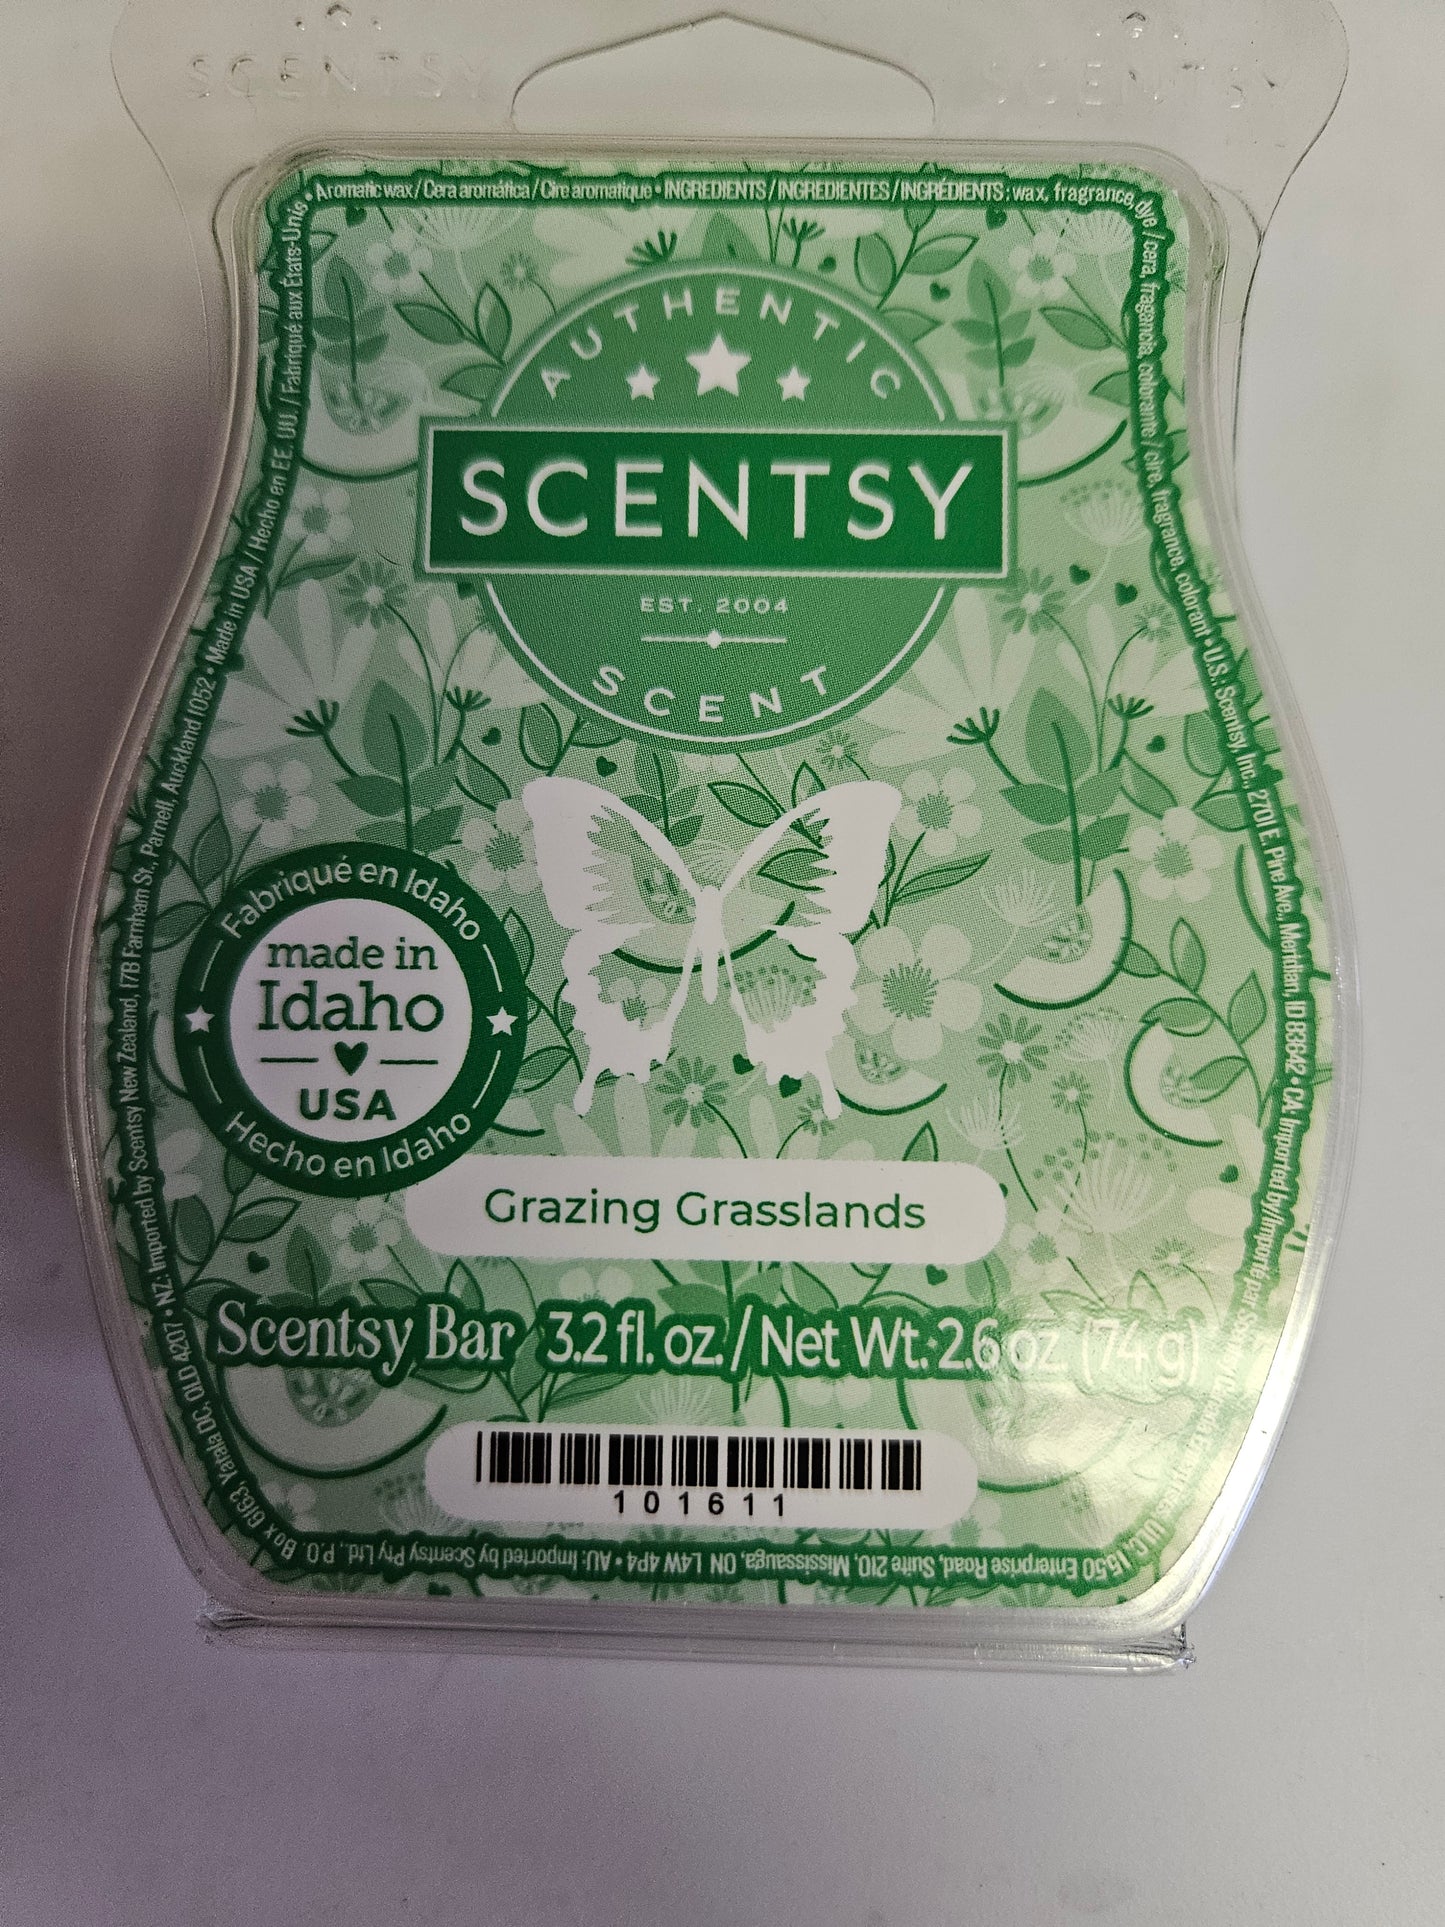 SCENTSY SCENTSY
Aromatic wax / Cera aromática / Cire aromatique • INGREDIENTS / INGREDIENTES / INGRÉDIENTS : wax, fragrance, dye / cera, fragancia, colorante / cire, fragrance, colorant • U.S.: Scentsy, Inc., 2701 E. Pine Ave., Meridian, ID 83642 • CA: Imported by/Importé par
ULC, 1550 Enterprise Road, Suite 210, Mississauga, ON L4W 4P4 • AU: Imported by Scentsy Pty Ltd., P.O. Box 6163 Yatala DC, QLD 4207 • NZ: Imported by Scentsy New Zealand, 17B Farnham St., Parnell, Auckland 1052 • Made in USA / Hecho en EE. UU. / Fabriqué aux États-Unis •
AUTHENTIC
SCENTSY
EST. 2004
SCENT
Fabriqué en Idaho
made in
Idaho
USA
Hecho en Idaho
Grazing Grasslands
Scentsy Bar 3.2 fl. oz. / Net Wt. 2.6 oz (74 g)
101611